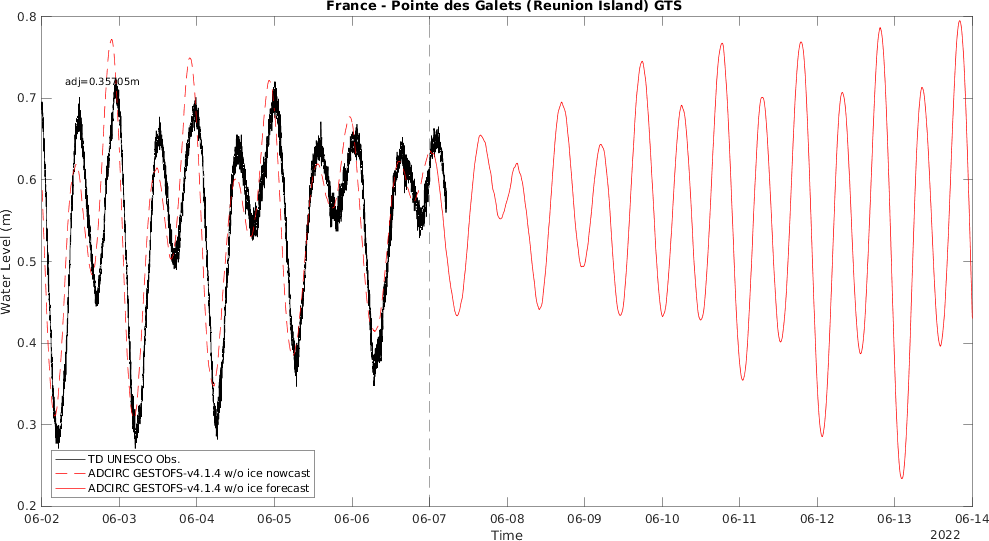 France - Pointe des Galets (Reunion Island) GTS
0.8
adj=0.35705m
0.7
0.6
0.5
0.4
0.3
0.2
Water Level (m)
TD UNESCO Obs.
ADCIRC GESTOFS-v4.1.4 w/o ice nowcast
ADCIRC GESTOFS-v4.1.4 w/o ice forecast
06-02 06-03 06-04 06-05 06-06 06-07 06-08 06-09 06-10 06-11 06-12 06-13 06-14
Time
2022